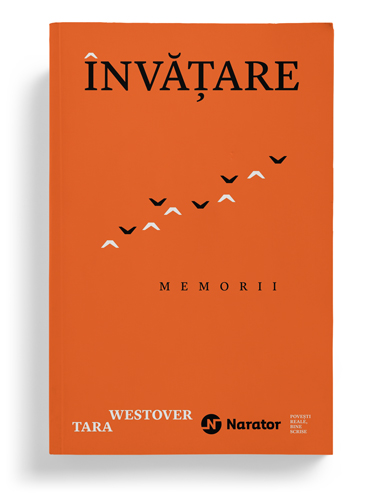 ÎNVĂȚARE
MEMORII
WESTOVER
TARA
N Narator
POVEȘTI
REALE,
BINE
SCRISE